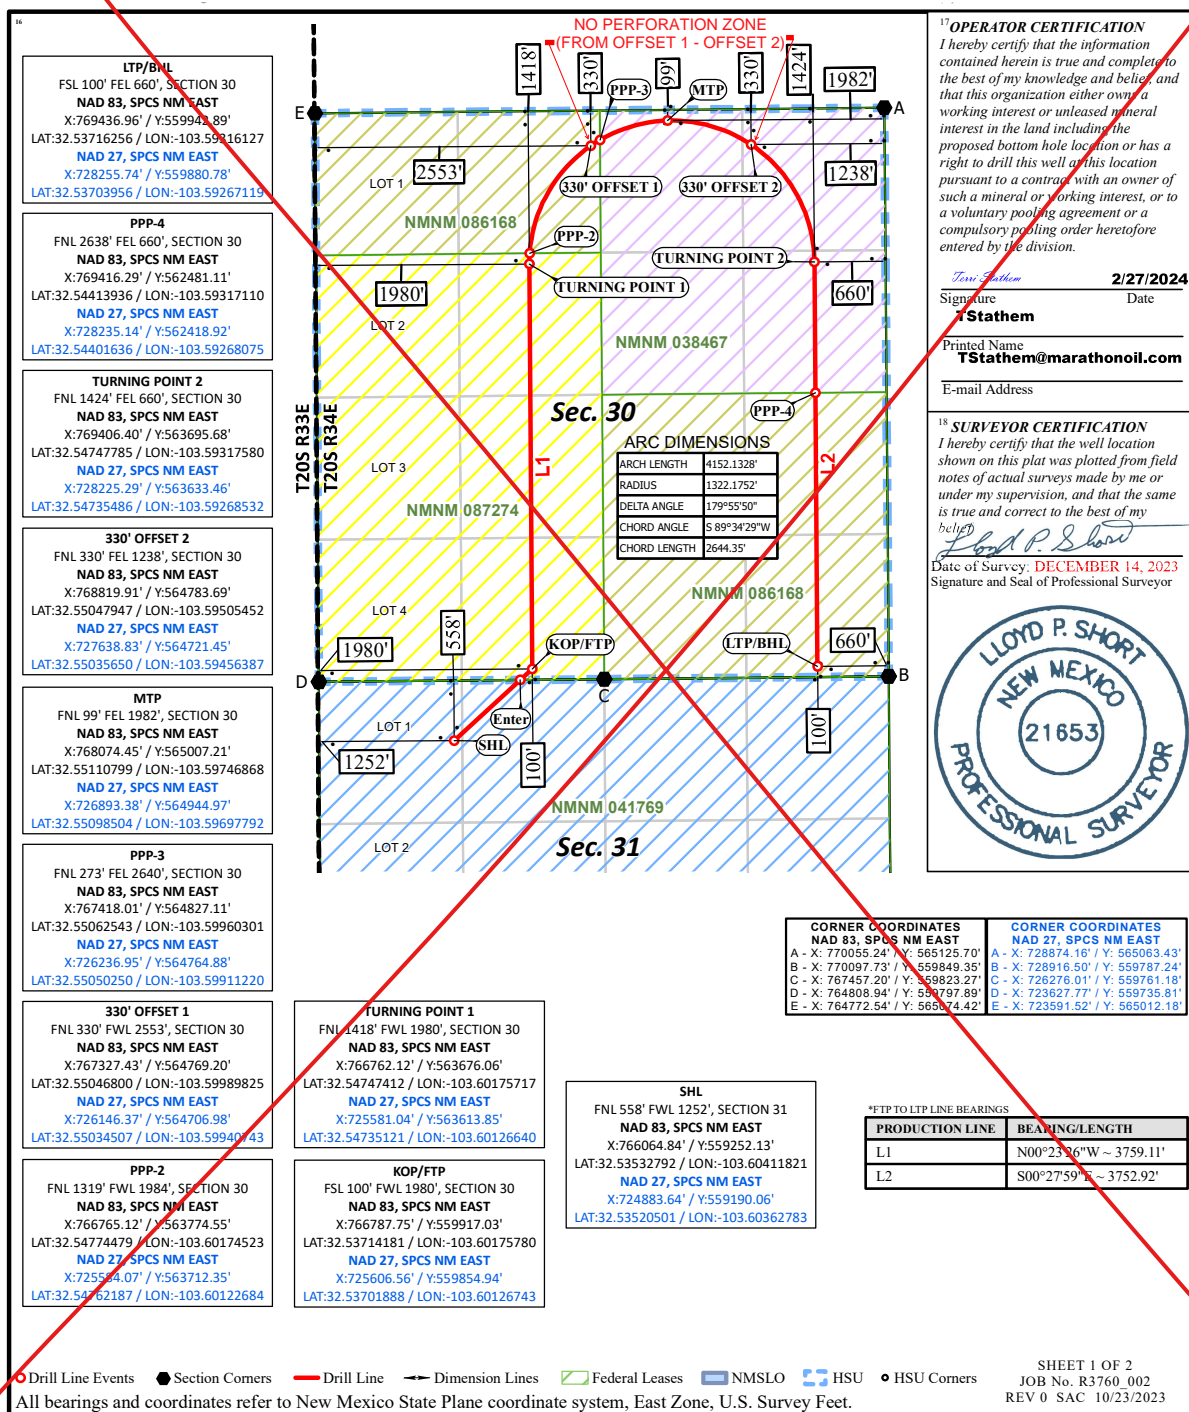 16
LTP/BHL
FSL 100' FEL 660', SECTION 30
NAD 83, SPCS NM EAST
X:769436.96' / Y:559942.89'
LAT:32.53716256 / LON:-103.59316127
NAD 27, SPCS NM EAST
X:728255.74' / Y:559880.78'
LAT:32.53703956 / LON:-103.59267119
PPP-4
FNL 2638' FEL 660', SECTION 30
NAD 83, SPCS NM EAST
X:769416.29' / Y:562481.11'
LAT:32.54413936 / LON:-103.59317110
NAD 27, SPCS NM EAST
X:728235.14' / Y:562418.92'
LAT:32.54401636 / LON:-103.59268075
TURNING POINT 2
FNL 1424' FEL 660', SECTION 30
NAD 83, SPCS NM EAST
X:769406.40' / Y:563695.68'
LAT:32.54747785 / LON:-103.59317580
NAD 27, SPCS NM EAST
X:728225.29' / Y:563633.46'
LAT:32.54735486 / LON:-103.59268532
330' OFFSET 2
FNL 330' FEL 1238', SECTION 30
NAD 83, SPCS NM EAST
X:768819.91' / Y:564783.69'
LAT:32.55047947 / LON:-103.59505452
NAD 27, SPCS NM EAST
X:727638.83' / Y:564721.45'
LAT:32.55035650 / LON:-103.59456387
MTP
FNL 99' FEL 1982', SECTION 30
NAD 83, SPCS NM EAST
X:768074.45' / Y:565007.21'
LAT:32.55110799 / LON:-103.59746868
NAD 27, SPCS NM EAST
X:726893.38' / Y:564944.97'
LAT:32.55098504 / LON:-103.59697792
PPP-3
FNL 273' FEL 2640', SECTION 30
NAD 83, SPCS NM EAST
X:767418.01' / Y:564827.11'
LAT:32.55062543 / LON:-103.59960301
NAD 27, SPCS NM EAST
X:726236.95' / Y:564764.88'
LAT:32.55050250 / LON:-103.59911220
330' OFFSET 1
FNL 330' FWL 2553', SECTION 30
NAD 83, SPCS NM EAST
X:767327.43' / Y:564769.20'
LAT:32.55046800 / LON:-103.59989825
NAD 27, SPCS NM EAST
X:726146.37' / Y:564706.98'
LAT:32.55034507 / LON:-103.59940743
PPP-2
FNL 1319' FWL 1984', SECTION 30
NAD 83, SPCS NM EAST
X:766765.12' / Y:563774.55'
LAT:32.54774479 / LON:-103.60174523
NAD 27, SPCS NM EAST
X:725584.07' / Y:563712.35'
LAT:32.54762187 / LON:-103.60122684
TURNING POINT 1
FNL 1418' FWL 1980', SECTION 30
NAD 83, SPCS NM EAST
X:766762.12' / Y:563676.06'
LAT:32.54747412 / LON:-103.60175717
NAD 27, SPCS NM EAST
X:725581.04' / Y:563613.85'
LAT:32.54735121 / LON:-103.60126640
KOP/FTP
FSL 100' FWL 1980', SECTION 30
NAD 83, SPCS NM EAST
X:766787.75' / Y:559917.03'
LAT:32.53714181 / LON:-103.60175780
NAD 27, SPCS NM EAST
X:725606.56' / Y:559854.94'
LAT:32.53701888 / LON:-103.60126743
SHL
FNL 558' FWL 1252', SECTION 31
NAD 83, SPCS NM EAST
X:766064.84' / Y:559252.13'
LAT:32.53532792 / LON:-103.60411821
NAD 27, SPCS NM EAST
X:724883.64' / Y:559190.06'
LAT:32.53520501 / LON:-103.60362783
NO PERFORATION ZONE
(FROM OFFSET 1 - OFFSET 2)
1418'
330'
99'
330'
1424'
1982'
E
PPP-3
MTP
A
2553'
1238'
LOT 1
330' OFFSET 1
330' OFFSET 2
NMNM 086168
PPP-2
TURNING POINT 2
TURNING POINT 1
1980'
660'
LOT 2
NMNM 038467
T20S R33E
T20S R34E
Sec. 30
PPP-4
L1
L2
LOT 3
ARC DIMENSIONS
ARCH LENGTH 4152.1328'
RADIUS 1322.1752'
DELTA ANGLE 179°55'50"
CHORD ANGLE S 89°34'29"W
CHORD LENGTH 2644.35'
NMNM 087274
NMNM 086168
LOT 4
558'
1980'
KOP/FTP
LTP/BHL
660'
D
C
B
LOT 1
Enter
SHL
1252'
100'
100'
NMNM 041769
LOT 2
Sec. 31
17 OPERATOR CERTIFICATION
I hereby certify that the information
contained herein is true and complete to
the best of my knowledge and belief, and
that this organization either owns a
working interest or unleased mineral
interest in the land including the
proposed bottom hole location or has a
right to drill this well at this location
pursuant to a contract with an owner of
such a mineral or working interest, or to
a voluntary pooling agreement or a
compulsory pooling order heretofore
entered by the division.
Terri Stathem 2/27/2024
Signature Date
TStathem
Printed Name
TStathem@marathonoil.com
E-mail Address
18 SURVEYOR CERTIFICATION
I hereby certify that the well location
shown on this plat was plotted from field
notes of actual surveys made by me or
under my supervision, and that the same
is true and correct to the best of my
belief.
Lloyd P. Short
Date of Survey: DECEMBER 14, 2023
Signature and Seal of Professional Surveyor
LLOYD P. SHORT
NEW MEXICO
21653
PROFESSIONAL SURVEYOR
CORNER COORDINATES
NAD 83, SPCS NM EAST
A - X: 770055.24' / Y: 565125.70'
B - X: 770097.73' / Y: 559849.35'
C - X: 767457.20' / Y: 559823.27'
D - X: 764808.94' / Y: 559797.89'
E - X: 764772.54' / Y: 565074.42'
CORNER COORDINATES
NAD 27, SPCS NM EAST
A - X: 728874.16' / Y: 565063.43'
B - X: 728916.50' / Y: 559787.24'
C - X: 726276.01' / Y: 559761.18'
D - X: 723627.77' / Y: 559735.81'
E - X: 723591.52' / Y: 565012.18'
*FTP TO LTP LINE BEARINGS
PRODUCTION LINE BEARING/LENGTH
L1 N00°23'26"W ~ 3759.11'
L2 S00°27'59"E ~ 3752.92'
Drill Line Events Section Corners Drill Line Dimension Lines Federal Leases NMSLO HSU HSU Corners
All bearings and coordinates refer to New Mexico State Plane coordinate system, East Zone, U.S. Survey Feet.
SHEET 1 OF 2
JOB No. R3760_002
REV 0 SAC 10/23/2023